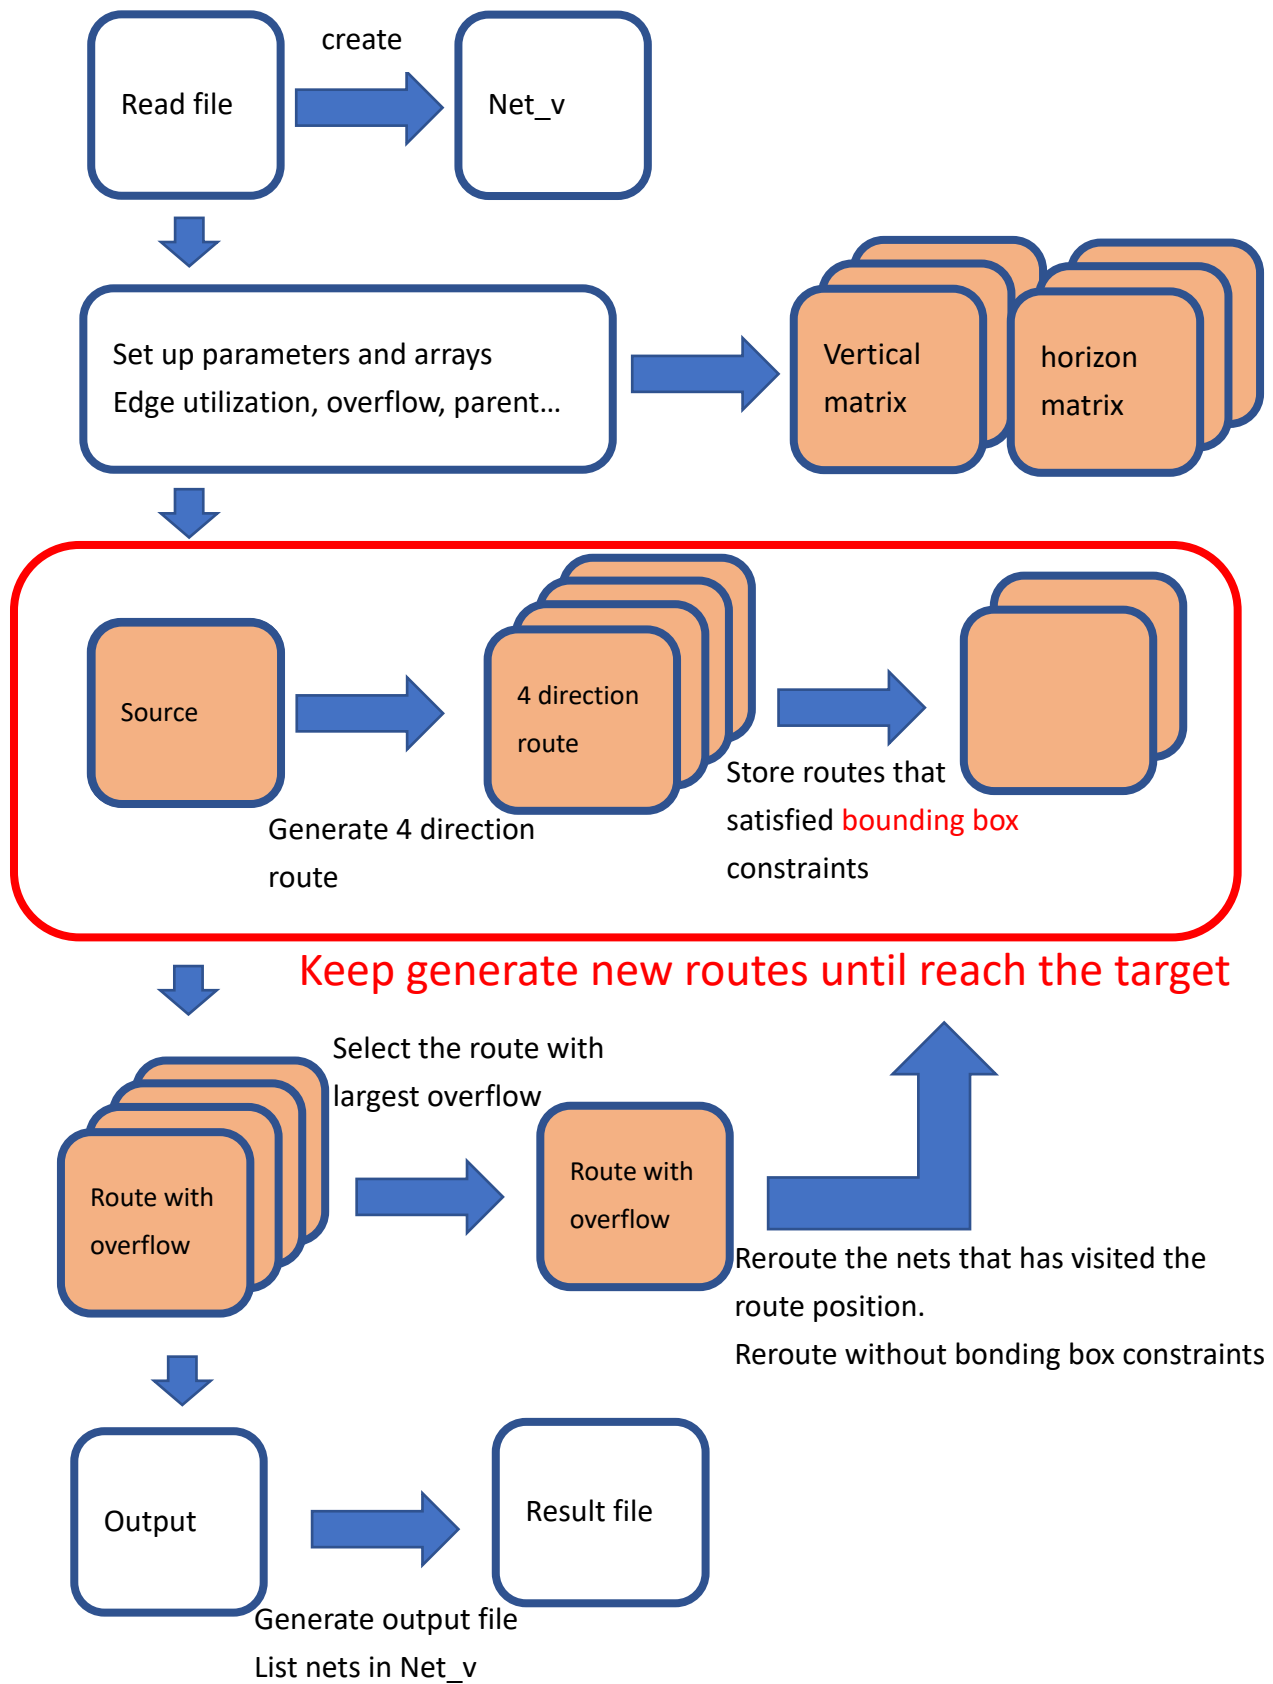 create
Read file
Net_v
Set up parameters and arrays
Edge utilization, overflow, parent…
Vertical
matrix
horizon
matrix
Source
4 direction
route
Generate 4 direction
route
Store routes that
satisfied bounding box
constraints
Keep generate new routes until reach the target
Select the route with
largest overflow
Route with
overflow
Route with
overflow
Reroute the nets that has visited the
route position.
Reroute without bonding box constraints
Output
Result file
Generate output file
List nets in Net_v